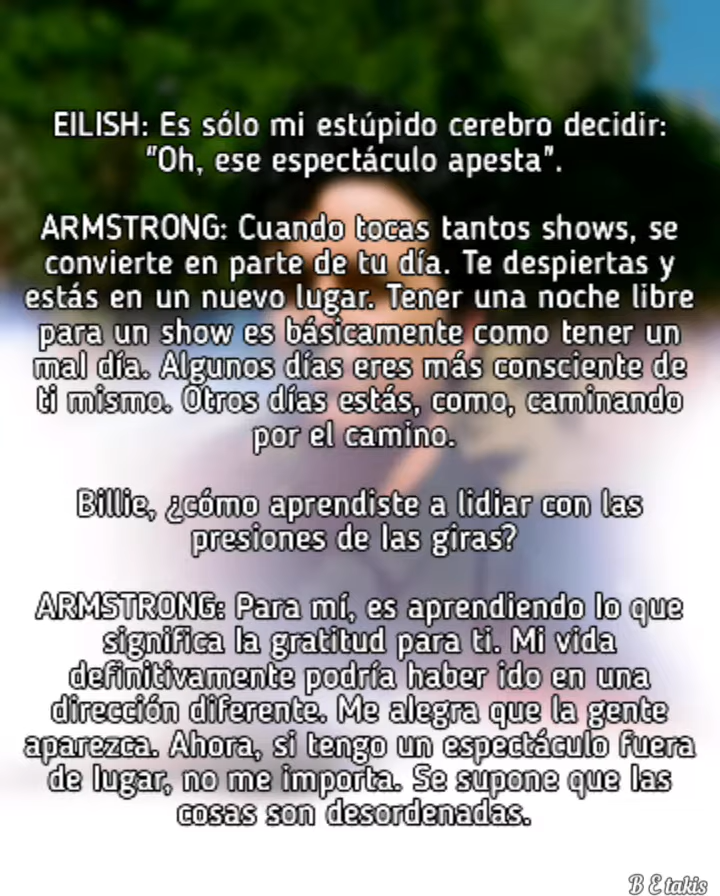 EILISH: Es sólo mi estúpido cerebro decidir:
"Oh, ese espectáculo apesta".
ARMSTRONG: Cuando tocas tantos shows, se
convierte en parte de tu día. Te despiertas y
estás en un nuevo lugar. Tener una noche libre
para un show es básicamente como tener un
mal día. Algunos días eres más consciente de
ti mismo. Otros días estás, como, caminando
por el camino.
Billie, ¿cómo aprendiste a lidiar con las
presiones de las giras?
ARMSTRONG: Para mí, es aprendiendo lo que
significa la gratitud para ti. Mi vida
definitivamente podría haber ido en una
dirección diferente. Me alegra que la gente
aparezca. Ahora, si tengo un espectáculo fuera
de lugar, no me importa. Se supone que las
cosas son desordenadas.
B E takis